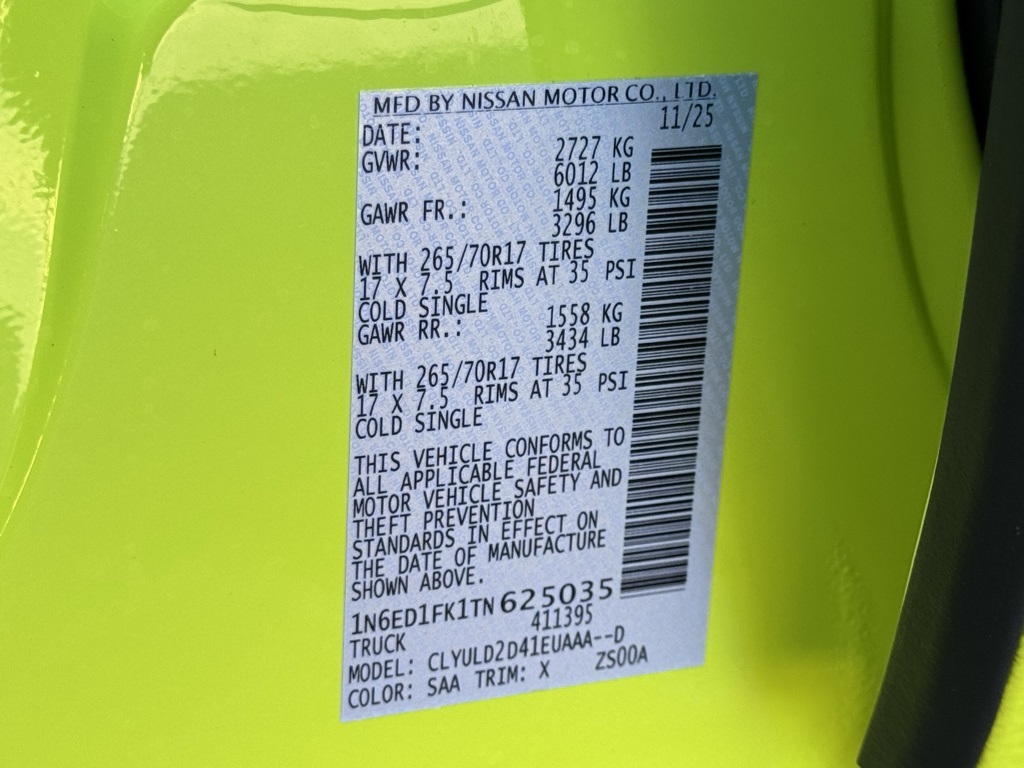 MFD BY NISSAN MOTOR CO., LTD.
DATE: 11/25
GVWR: 2727 KG
6012 LB
GAWR FR.: 1495 KG
3296 LB
WITH 265/70R17 TIRES
17 X 7.5 RIMS AT 35 PSI
COLD SINGLE
GAWR RR.: 1558 KG
3434 LB
WITH 265/70R17 TIRES
17 X 7.5 RIMS AT 35 PSI
COLD SINGLE
THIS VEHICLE CONFORMS TO
ALL APPLICABLE FEDERAL
MOTOR VEHICLE SAFETY AND
THEFT PREVENTION
STANDARDS IN EFFECT ON
THE DATE OF MANUFACTURE
SHOWN ABOVE.
1N6ED1FK1TN625035
TRUCK 411395
MODEL: CLYULD2D41EUAAA--D
COLOR: SAA TRIM: X ZS00A